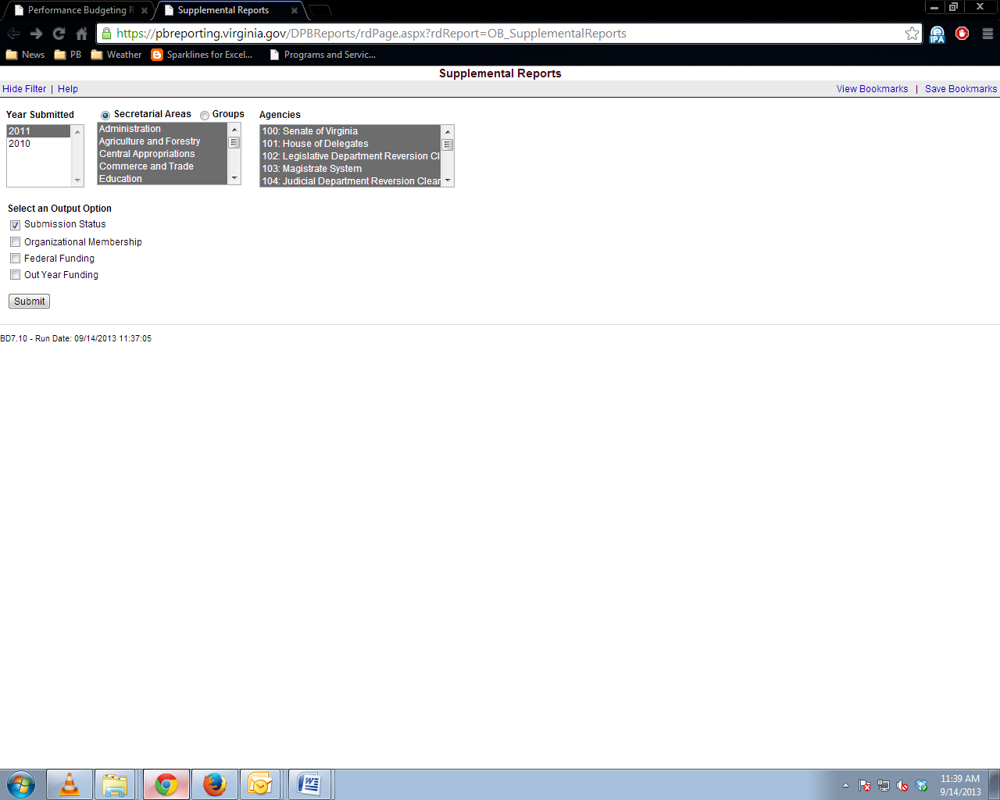 Performance Budgeting R
Supplemental Reports
https://pbreporting.virginia.gov/DPBReports/rdPage.aspx?rdReport=OB_SupplementalReports
IPA
News PB Weather Sparklines for Excel... Programs and Servic...
Supplemental Reports
Hide Filter | Help
View Bookmarks | Save Bookmarks
Year Submitted
2011
2010
Secretarial Areas Groups
Administration
Agriculture and Forestry
Central Appropriations
Commerce and Trade
Education
Agencies
100: Senate of Virginia
101: House of Delegates
102: Legislative Department Reversion Cl
103: Magistrate System
104: Judicial Department Reversion Clear
Select an Output Option
Submission Status
Organizational Membership
Federal Funding
Out Year Funding
Submit
BD7.10 - Run Date: 09/14/2013 11:37:05
11:39 AM
9/14/2013